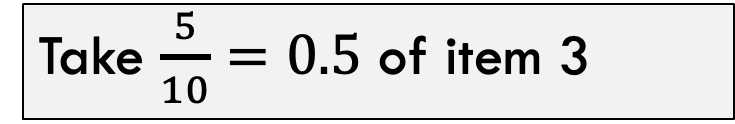 Take 5/10 = 0.5 of item 3